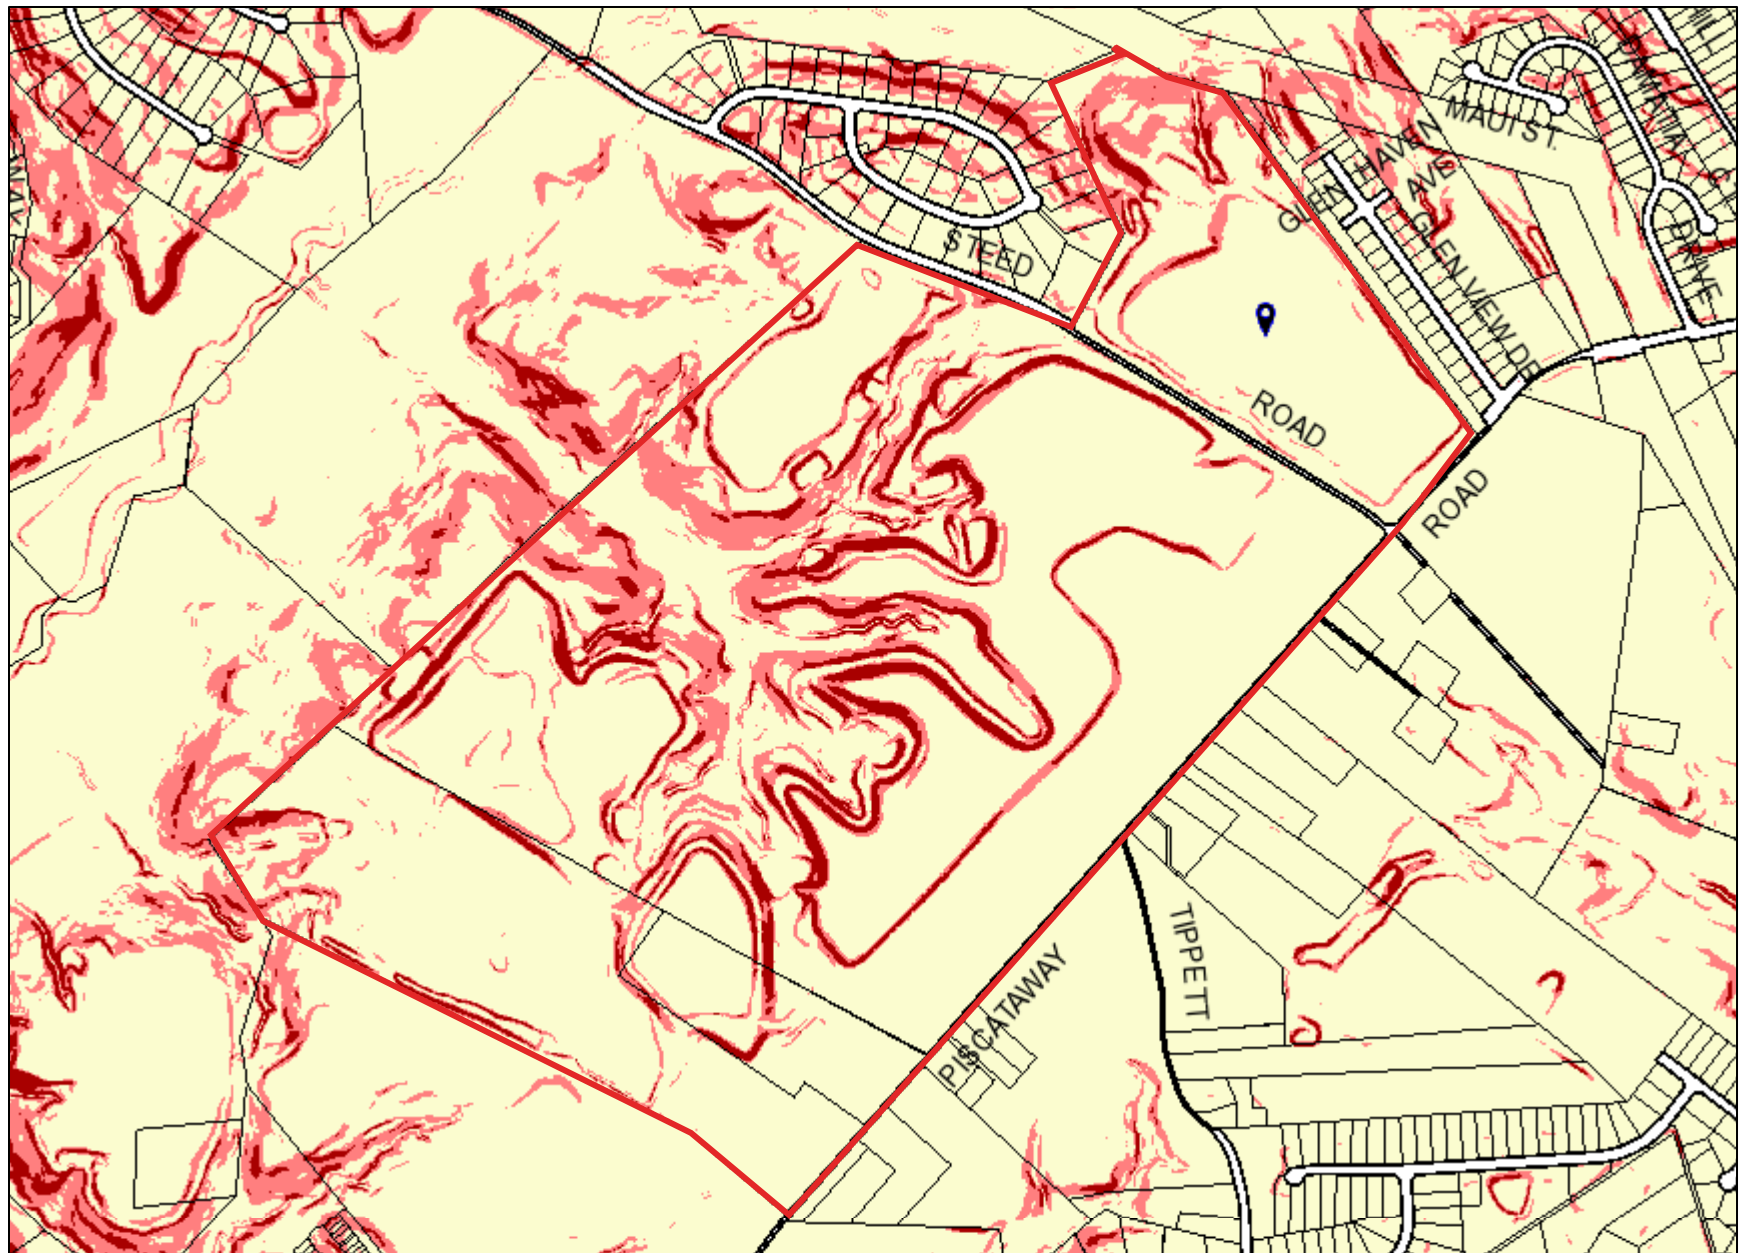 MAUI ST.
GLEN HAVEN
AVE
GLEN VIEW DR
DRIVE
STEED
ROAD
ROAD
TIPPETT
PISCATAWAY